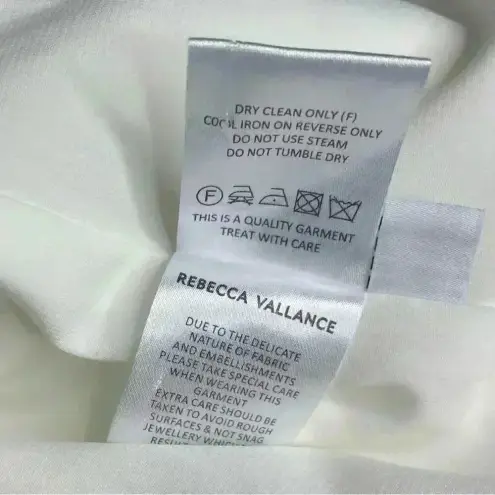 DRY CLEAN ONLY (F)
COOL IRON ON REVERSE ONLY
DO NOT USE STEAM
DO NOT TUMBLE DRY
F
THIS IS A QUALITY GARMENT
TREAT WITH CARE
REBECCA VALLANCE
DUE TO THE DELICATE
NATURE OF FABRIC
AND EMBELLISHMENTS
PLEASE TAKE SPECIAL CARE
WHEN WEARING THIS
GARMENT
EXTRA CARE SHOULD BE
TAKEN TO AVOID ROUGH
SURFACES & NOT SNAG
JEWELLERY WHICH
RESULT